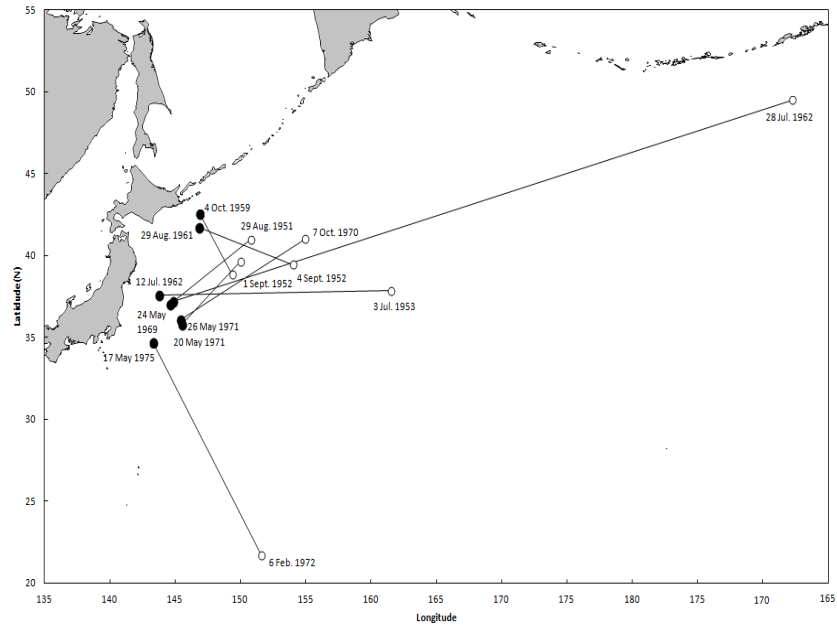 55
50
45
40
35
30
25
20
Latidude(N)
28 Jul. 1962
4 Oct. 1959
29 Aug. 1961
29 Aug. 1951
7 Oct. 1970
12 Jul. 1962
1 Sept. 1952
4 Sept. 1952
3 Jul. 1953
24 May
1969
26 May 1971
20 May 1971
17 May 1975
6 Feb. 1972
135
140
145
150
155
160
165
170
175
180
175
170
165
Longitude